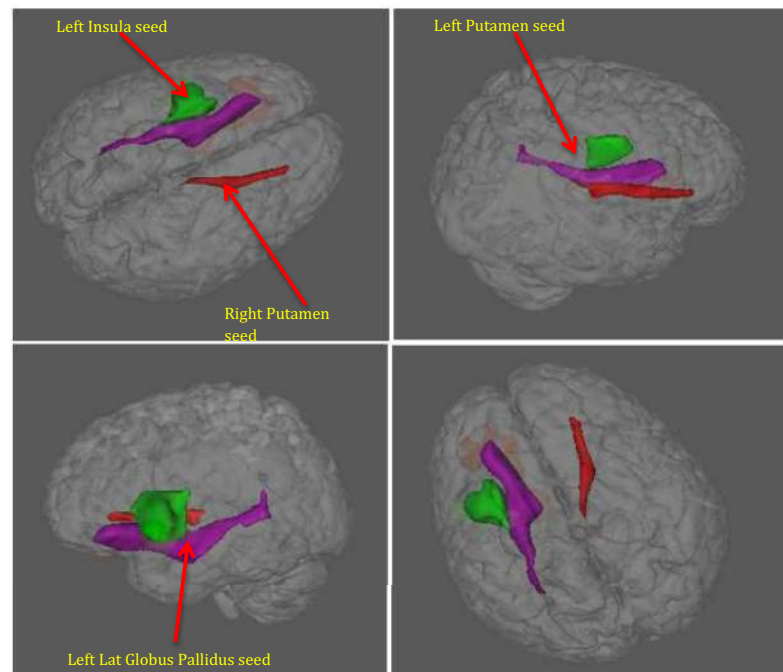 Left Insula seed
Left Putamen seed
Right Putamen
seed
Left Lat Globus Pallidus seed